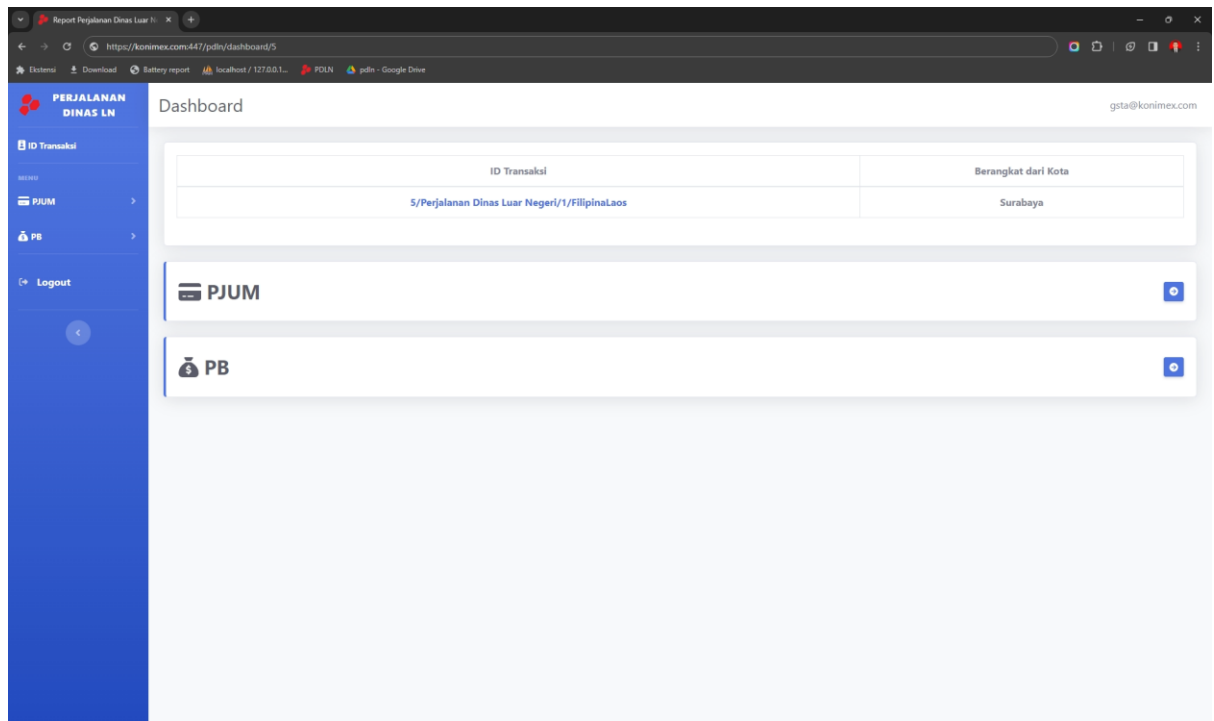 Report Perjalanan Dinas Luar N
https://konimex.com:447/pdln/dashboard/5
Ekstensi Download Battery report localhost / 127.0.0.1... PDLN pdln - Google Drive
PERJALANAN
DINAS LN
Dashboard
gsta@konimex.com
ID Transaksi
MENU
PJUM
PB
Logout
ID Transaksi Berangkat dari Kota
5/Perjalanan Dinas Luar Negeri/1/FilipinaLaos Surabaya
PJUM
PB